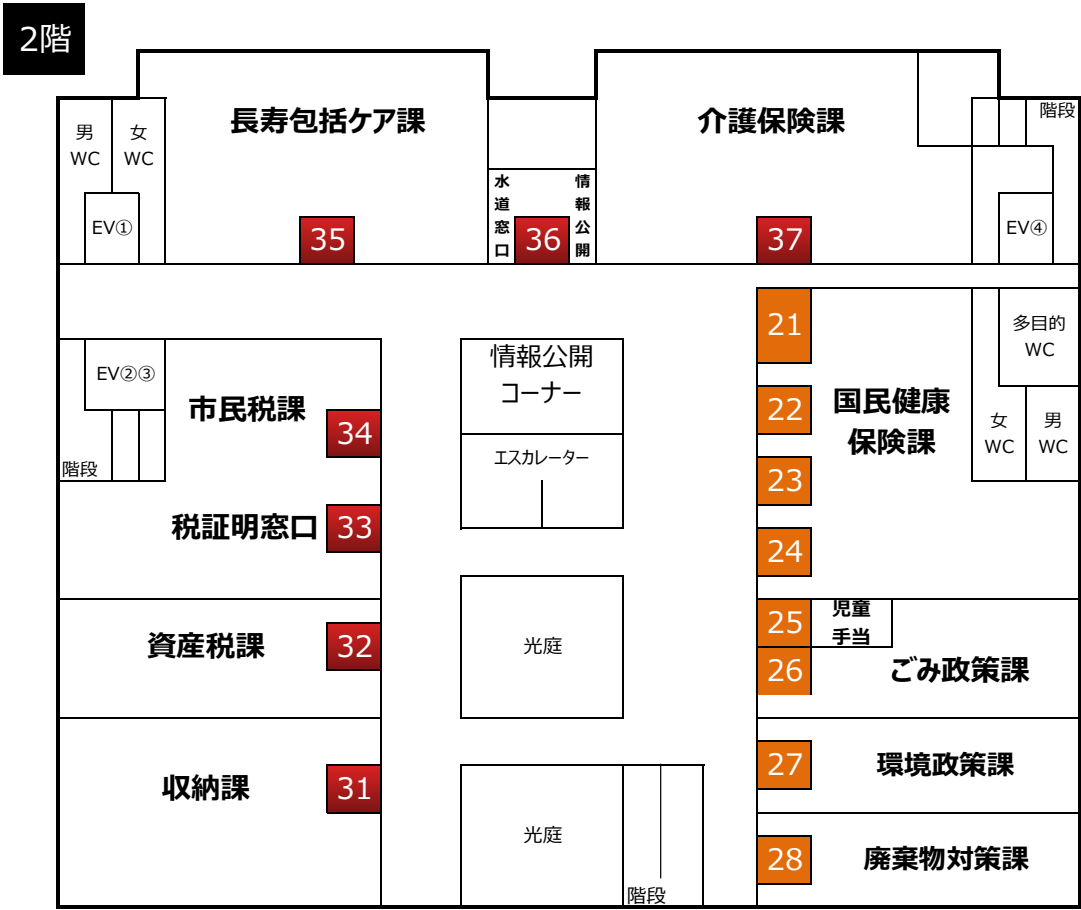 2階
長寿包括ケア課
介護保険課
男
WC
女
WC
階段
水道窓口
情報公開
EV①
35
36
37
EV④
21
多目的
WC
EV②③
情報公開
コーナー
市民税課
34
22
国民健康
保険課
女
WC
男
WC
階段
エスカレーター
23
税証明窓口
33
24
資産税課
32
光庭
25
児童
手当
26
ごみ政策課
収納課
31
27
環境政策課
光庭
階段
28
廃棄物対策課